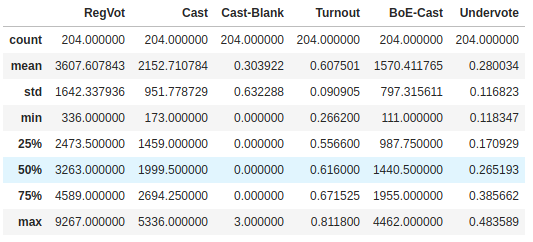 RegVot Cast Cast-Blank Turnout BoE-Cast Undervote
count 204.000000 204.000000 204.000000 204.000000 204.000000 204.000000
mean 3607.607843 2152.710784 0.303922 0.607501 1570.411765 0.280034
std 1642.337936 951.778729 0.632288 0.090905 797.315611 0.116823
min 336.000000 173.000000 0.000000 0.266200 111.000000 0.118347
25% 2473.500000 1459.000000 0.000000 0.556600 987.750000 0.170929
50% 3263.000000 1999.500000 0.000000 0.616000 1440.500000 0.265193
75% 4589.000000 2694.250000 0.000000 0.671525 1955.000000 0.385662
max 9267.000000 5336.000000 3.000000 0.811800 4462.000000 0.483589